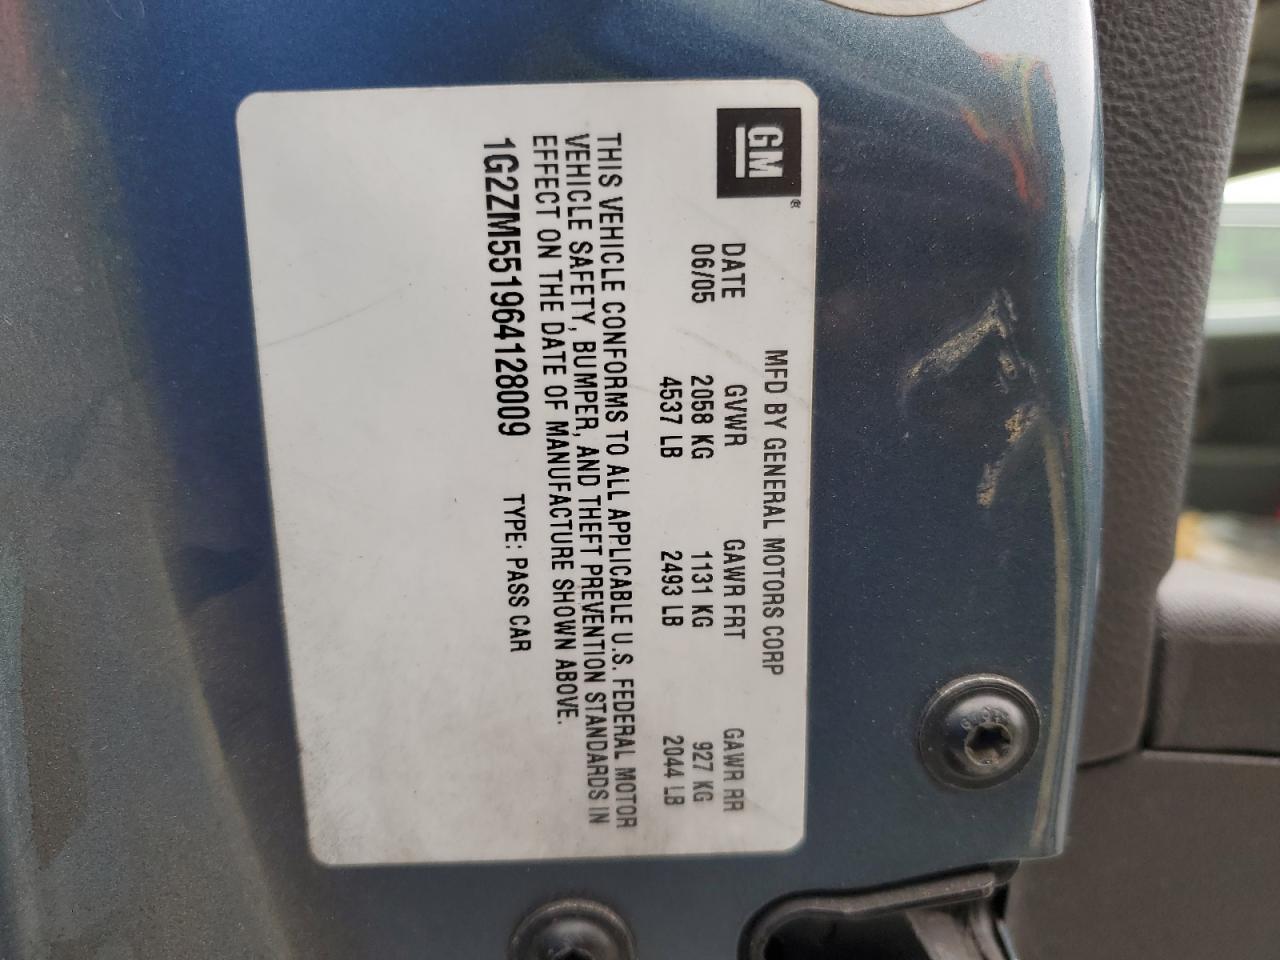 GM ®
MFD BY GENERAL MOTORS CORP
DATE GVWR GAWR FRT GAWR RR
06/05 2058 KG 1131 KG 927 KG
4537 LB 2493 LB 2044 LB
THIS VEHICLE CONFORMS TO ALL APPLICABLE U.S. FEDERAL MOTOR
VEHICLE SAFETY, BUMPER, AND THEFT PREVENTION STANDARDS IN
EFFECT ON THE DATE OF MANUFACTURE SHOWN ABOVE.
1G2ZM551964128009 TYPE: PASS CAR